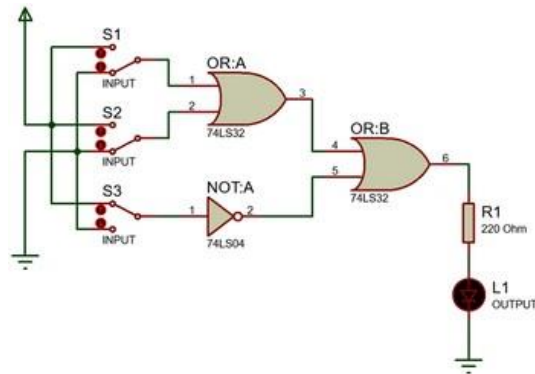 S1
INPUT
S2
INPUT
S3
INPUT
OR:A
1
2
3
74LS32
NOT:A
1
2
74LS04
OR:B
4
5
6
74LS32
R1
220 Ohm
L1
OUTPUT